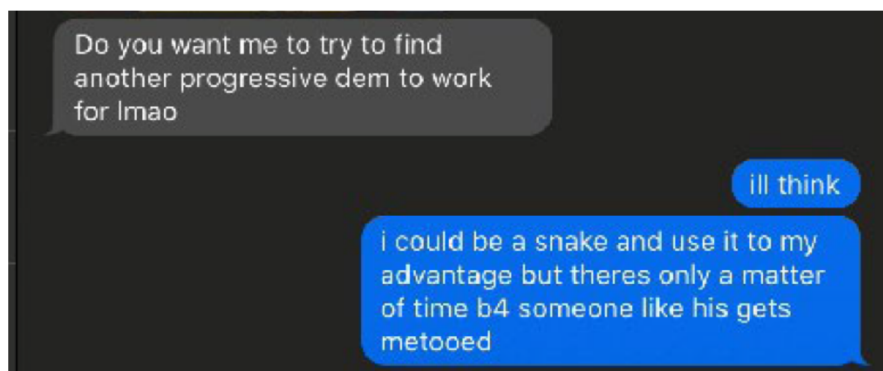 Do you want me to try to find
another progressive dem to work
for lmao
ill think
i could be a snake and use it to my
advantage but theres only a matter
of time b4 someone like his gets
metooed